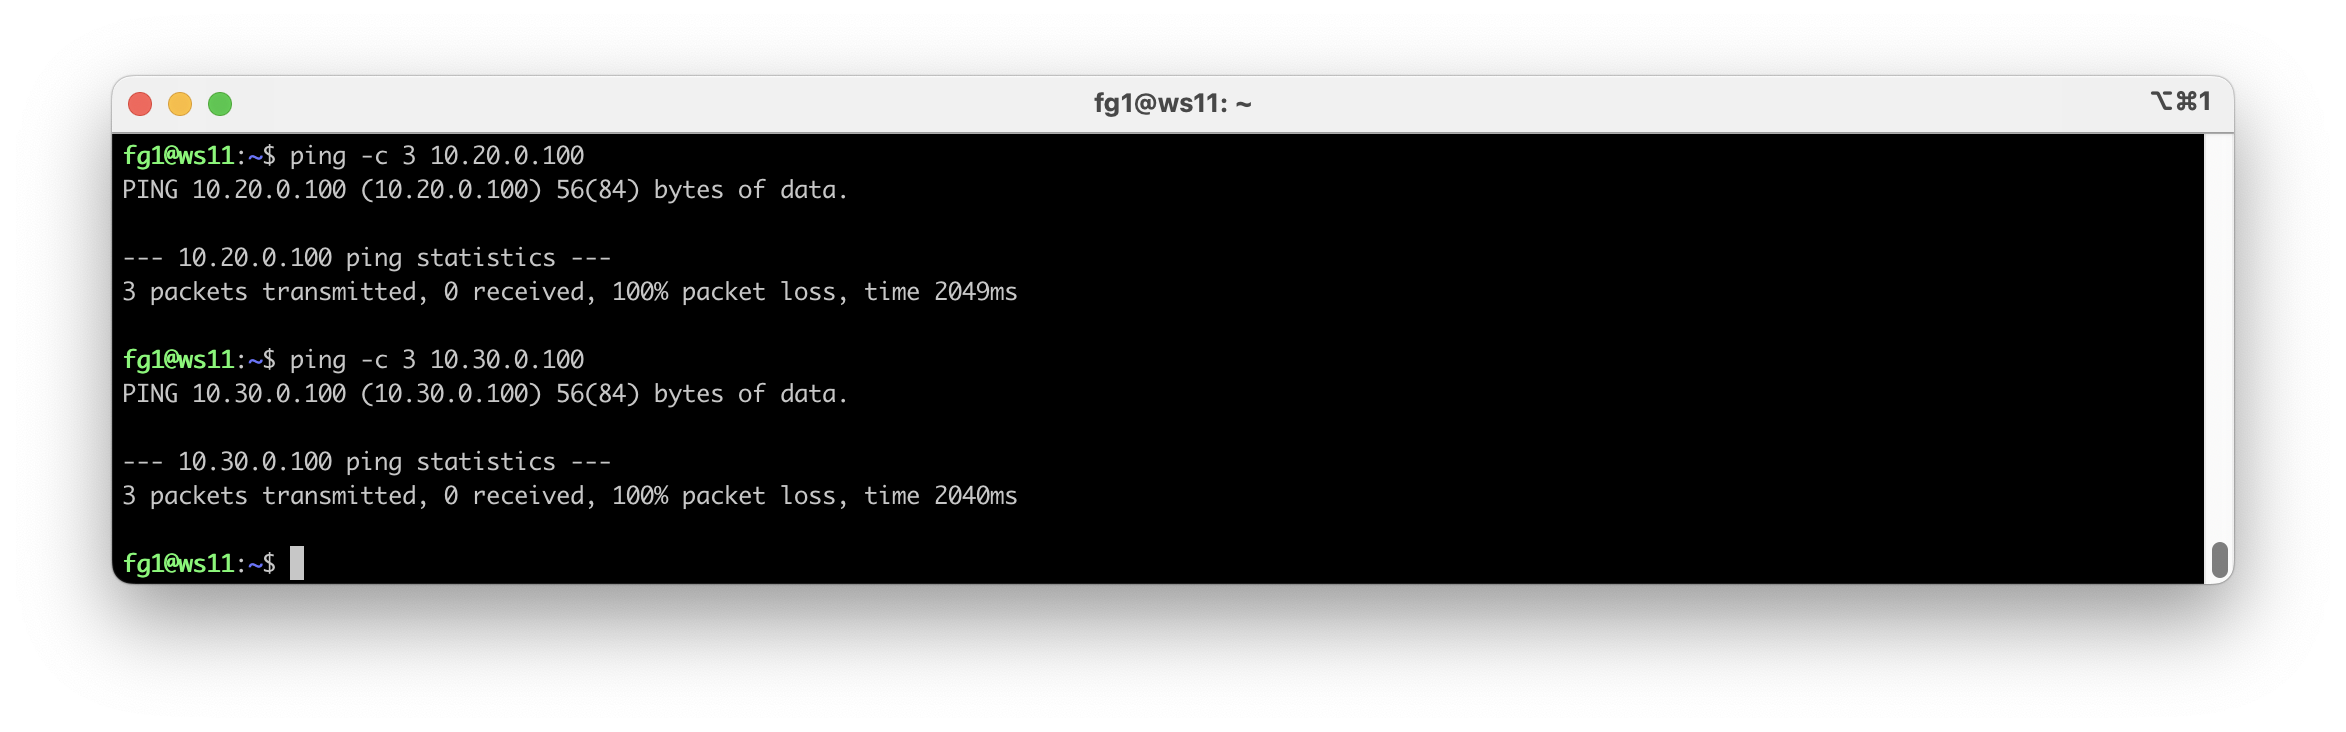 fg1@ws11: ~
⌥⌘1
fg1@ws11:~$ ping -c 3 10.20.0.100
PING 10.20.0.100 (10.20.0.100) 56(84) bytes of data.
--- 10.20.0.100 ping statistics ---
3 packets transmitted, 0 received, 100% packet loss, time 2049ms
fg1@ws11:~$ ping -c 3 10.30.0.100
PING 10.30.0.100 (10.30.0.100) 56(84) bytes of data.
--- 10.30.0.100 ping statistics ---
3 packets transmitted, 0 received, 100% packet loss, time 2040ms
fg1@ws11:~$